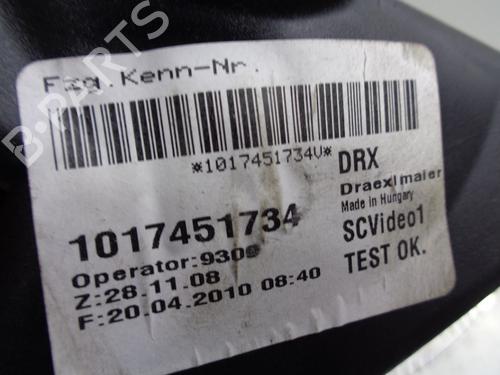 Fzg.Kenn-Nr.
*1017451734V*
1017451734
Operator:9309
Z:28.11.08
F:20.04.2010 08:40
DRX
Draexlmaier
Made in Hungary
SCVideo1
TEST OK.
B-PARTS